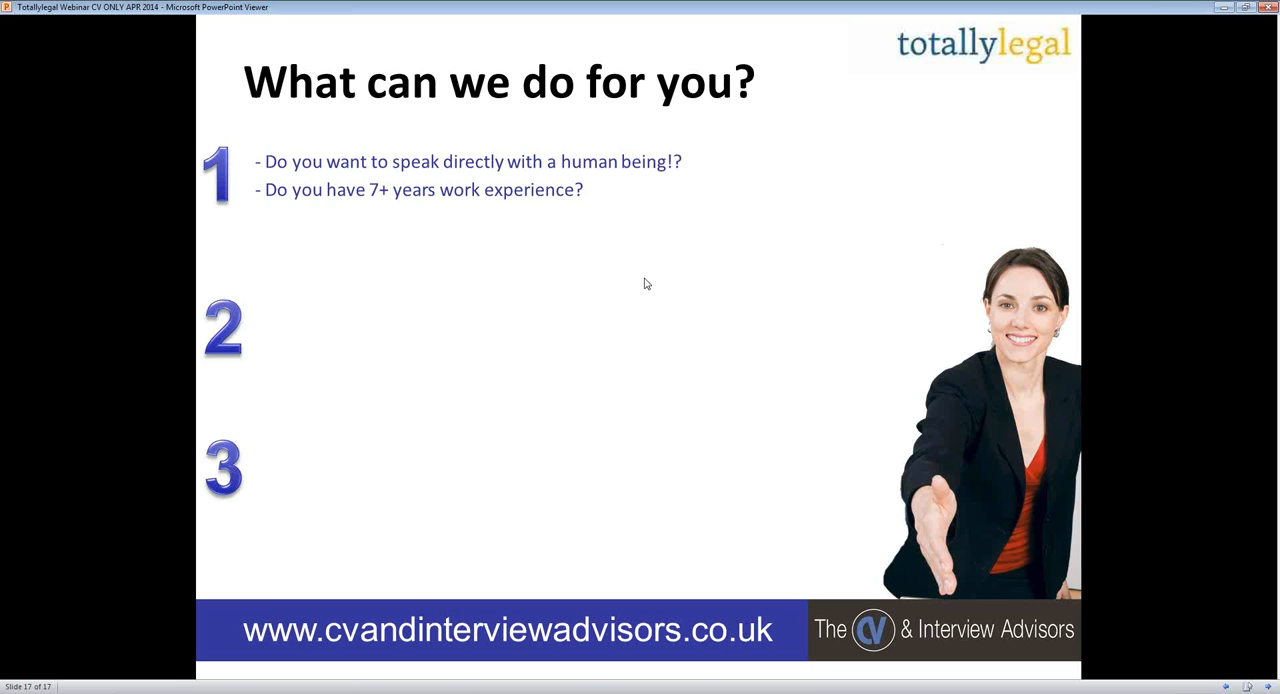 Totallylegal Webinar CV ONLY APR 2014 - Microsoft PowerPoint Viewer
totallylegal
What can we do for you?
1
- Do you want to speak directly with a human being!?
- Do you have 7+ years work experience?
2
3
www.cvandinterviewadvisors.co.uk
The CV & Interview Advisors
Slide 17 of 17